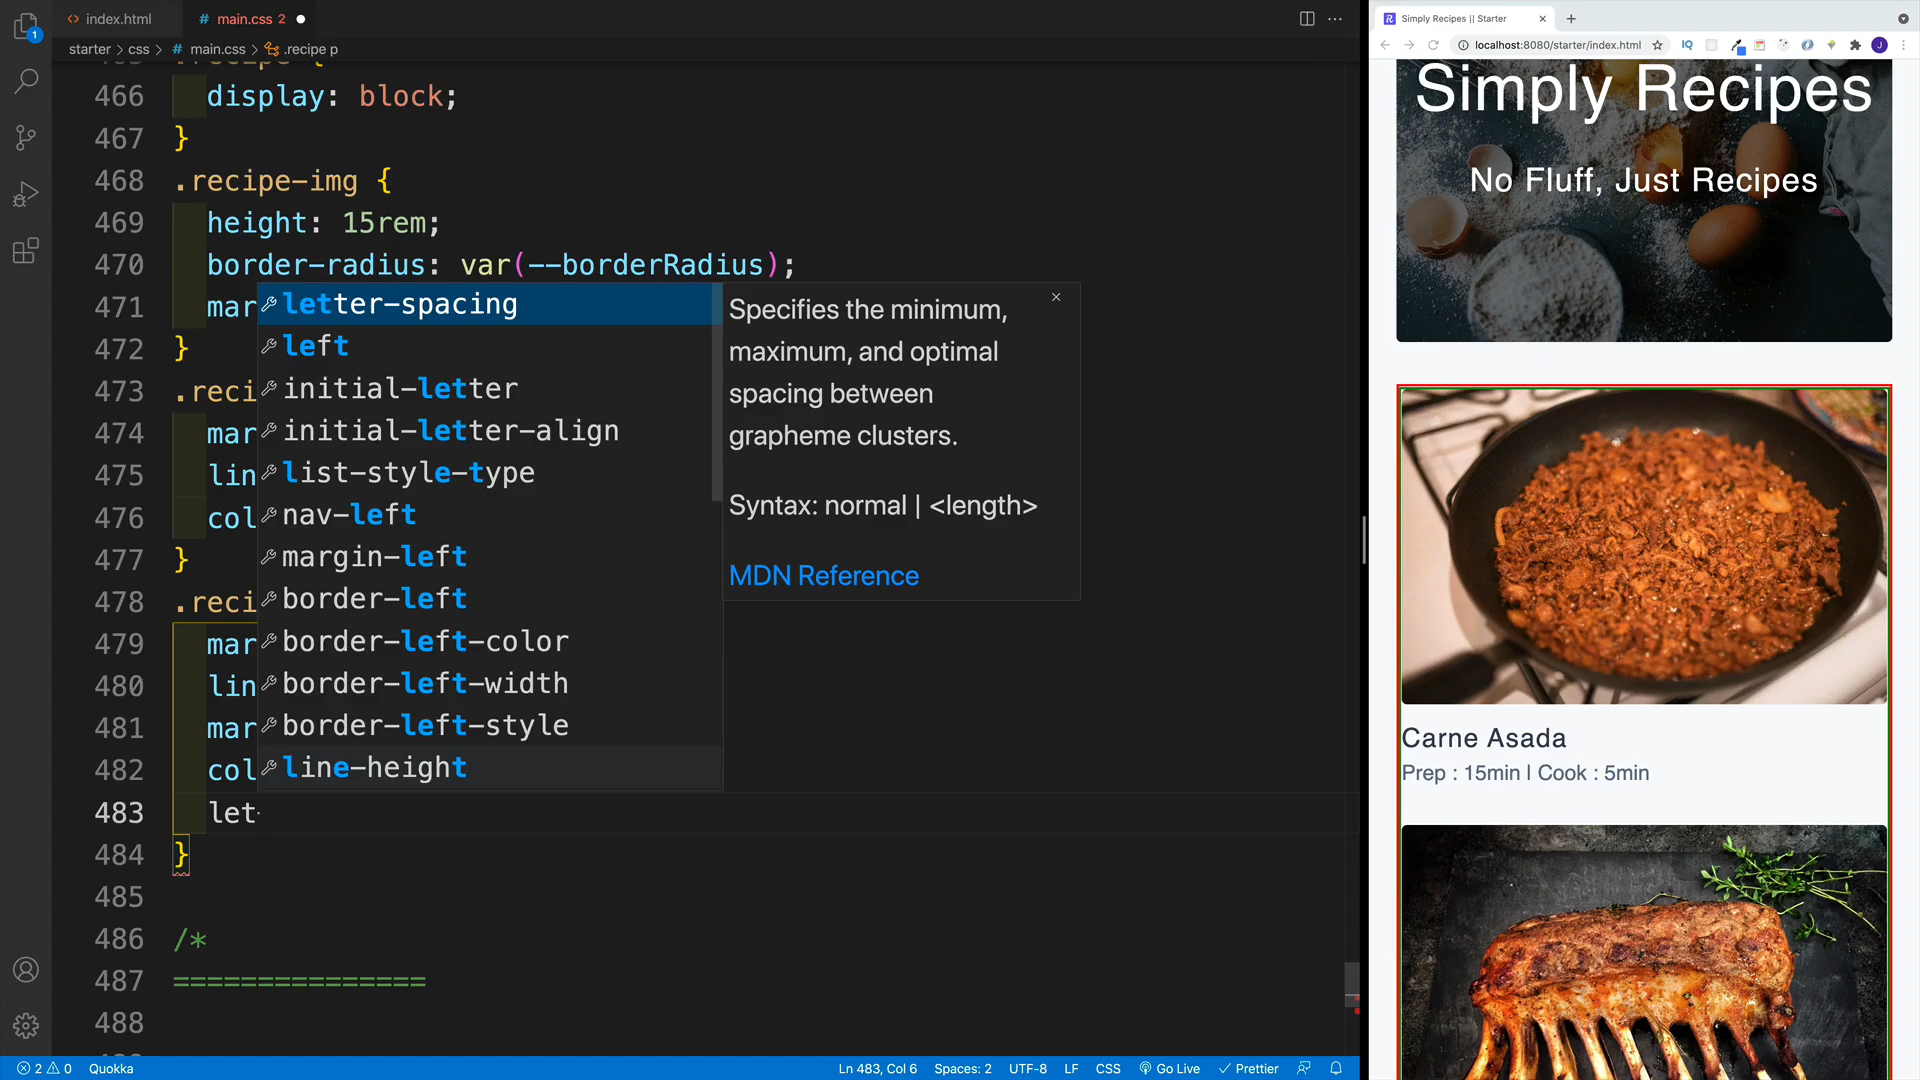 index.html
# main.css 2
starter > css > # main.css > .recipe p
466 display: block;
467 }
468 .recipe-img {
469 height: 15rem;
470 border-radius: var(--borderRadius);
471 mar
472 }
473 .reci
474 mar
475 lin
476 col
477 }
478 .reci
479 mar
480 lin
481 mar
482 col
483 let
484 }
485
486 /*
487 ===============
488
letter-spacing
left
initial-letter
initial-letter-align
list-style-type
nav-left
margin-left
border-left
border-left-color
border-left-width
border-left-style
line-height
Specifies the minimum,
maximum, and optimal
spacing between
grapheme clusters.
Syntax: normal | <length>
MDN Reference
1
2 0 Quokka
Ln 483, Col 6 Spaces: 2 UTF-8 LF CSS Go Live Prettier
Simply Recipes || Starter
localhost:8080/starter/index.html
IQ
J
Simply Recipes
No Fluff, Just Recipes
Carne Asada
Prep : 15min | Cook : 5min